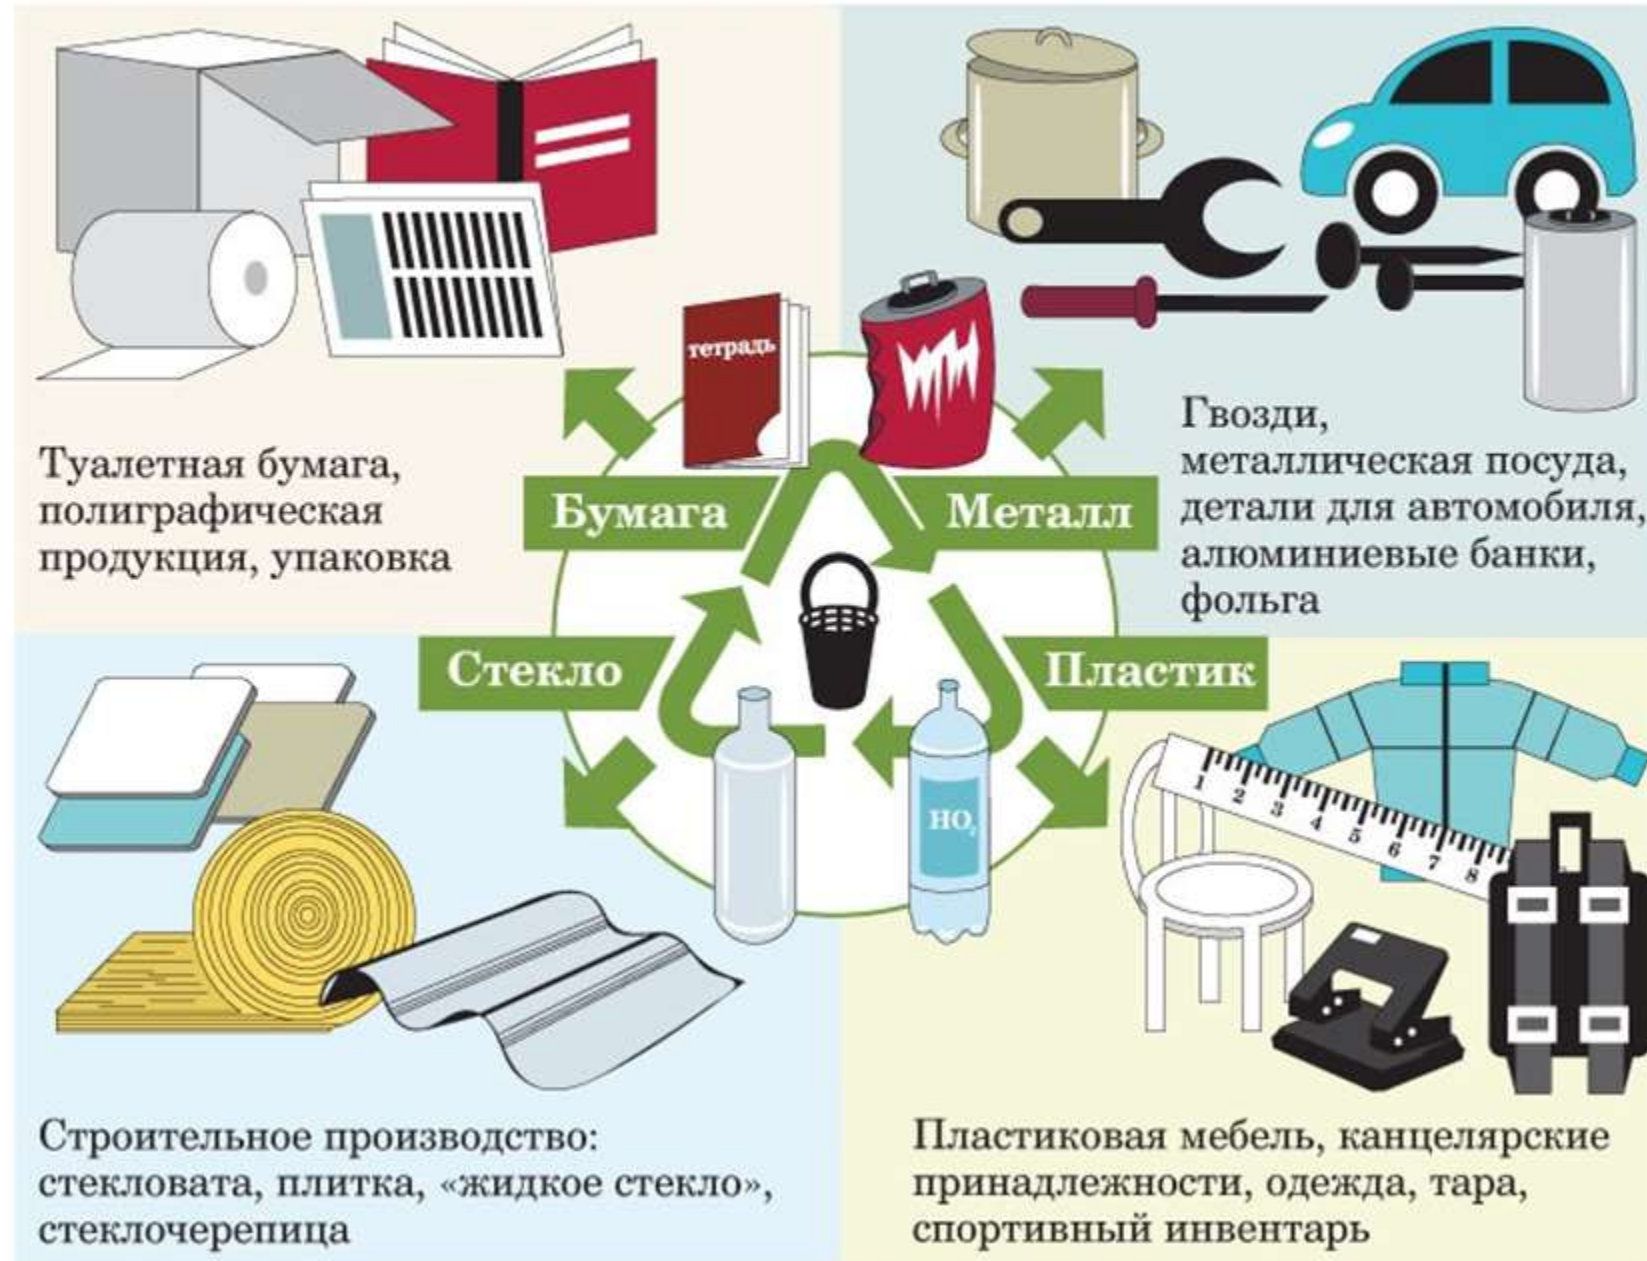 тетрадь
Туалетная бумага,
полиграфическая
продукция, упаковка
Гвозди,
металлическая посуда,
детали для автомобиля,
алюминиевые банки,
фольга
Бумага
Металл
Стекло
Пластик
HO₂
1 2 3 4 5 6 7 8
Строительное производство:
стекловата, плитка, «жидкое стекло»,
стеклочерепица
Пластиковая мебель, канцелярские
принадлежности, одежда, тара,
спортивный инвентарь